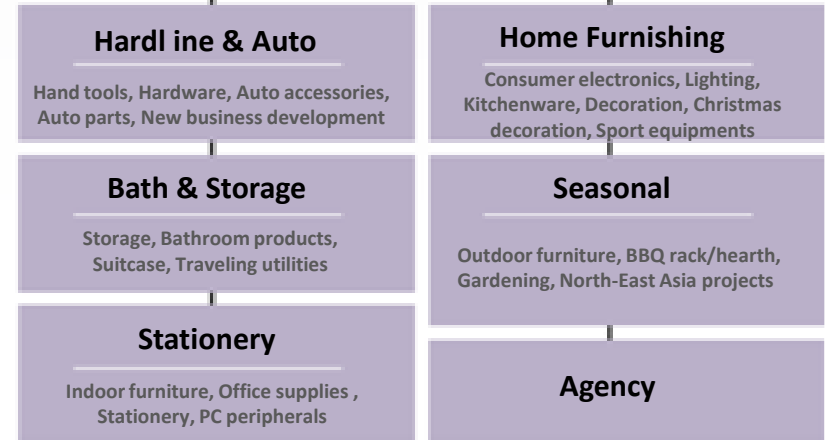 Hardl ine & Auto
Hand tools, Hardware, Auto accessories,
Auto parts, New business development
Bath & Storage
Storage, Bathroom products,
Suitcase, Traveling utilities
Stationery
Indoor furniture, Office supplies ,
Stationery, PC peripherals
Home Furnishing
Consumer electronics, Lighting,
Kitchenware, Decoration, Christmas
decoration, Sport equipments
Seasonal
Outdoor furniture, BBQ rack/hearth,
Gardening, North-East Asia projects
Agency